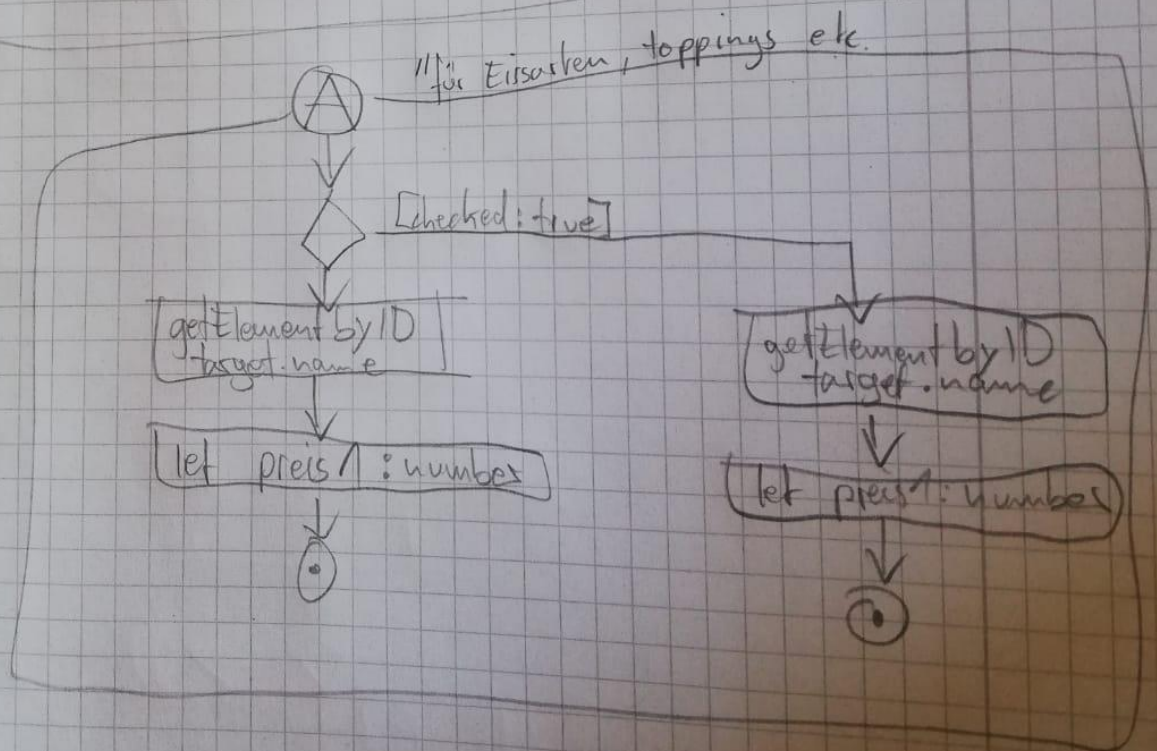 "für Eissorten, toppings etc.
A
[checked: true]
getElement by ID
target.name
let preis1 : number
getElement by ID
target.name
let preis1: number